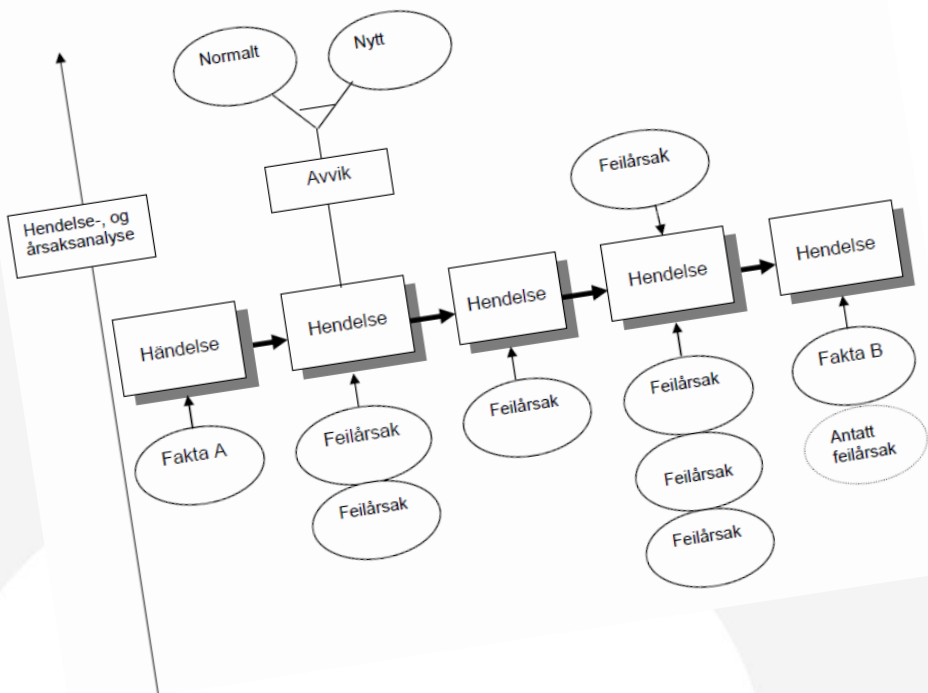 Normalt
Nytt
Avvik
Feilårsak
Hendelse-, og
årsaksanalyse
Händelse
Hendelse
Hendelse
Hendelse
Hendelse
Fakta A
Feilårsak
Feilårsak
Feilårsak
Feilårsak
Feilårsak
Feilårsak
Fakta B
Antatt
feilårsak